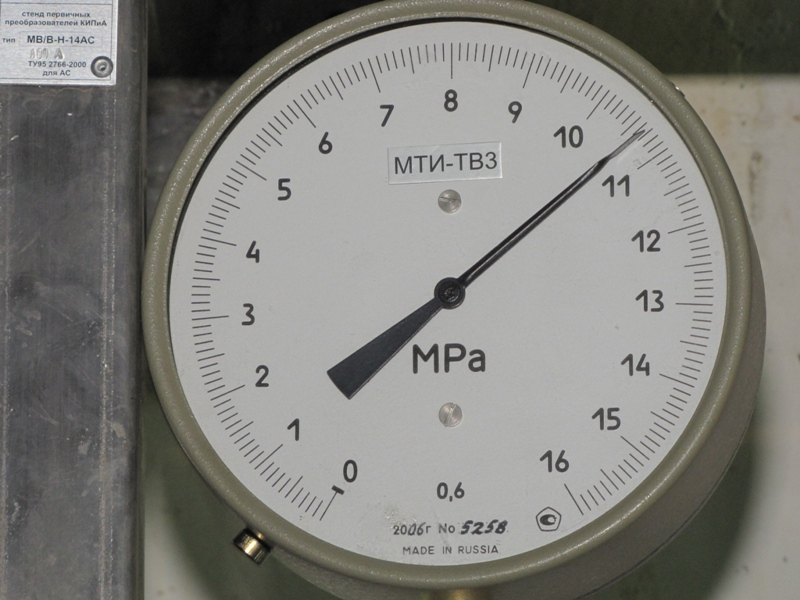 стенд первичных
преобразователей КИПиА
тип МВ/В-Н-14АС
ТУ95 2766-2000
для АС
0
1
2
3
4
5
6
7
8
9
10
11
12
13
14
15
16
МТИ-ТВ3
MPa
0,6
2006г No 5258
MADE IN RUSSIA